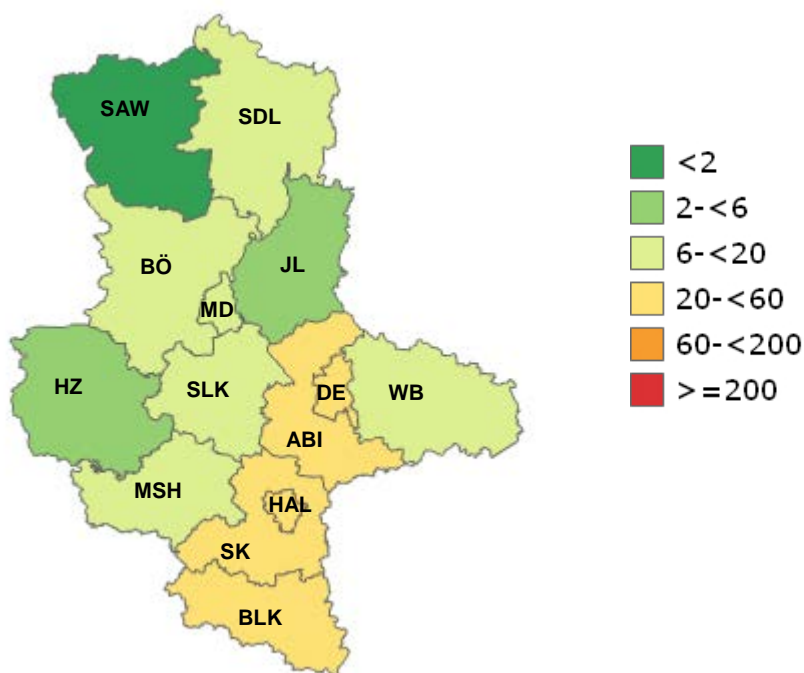 SAW
SDL
BÖ
JL
MD
HZ
SLK
DE
WB
ABI
MSH
HAL
SK
BLK
<2
2-<6
6-<20
20-<60
60-<200
>=200